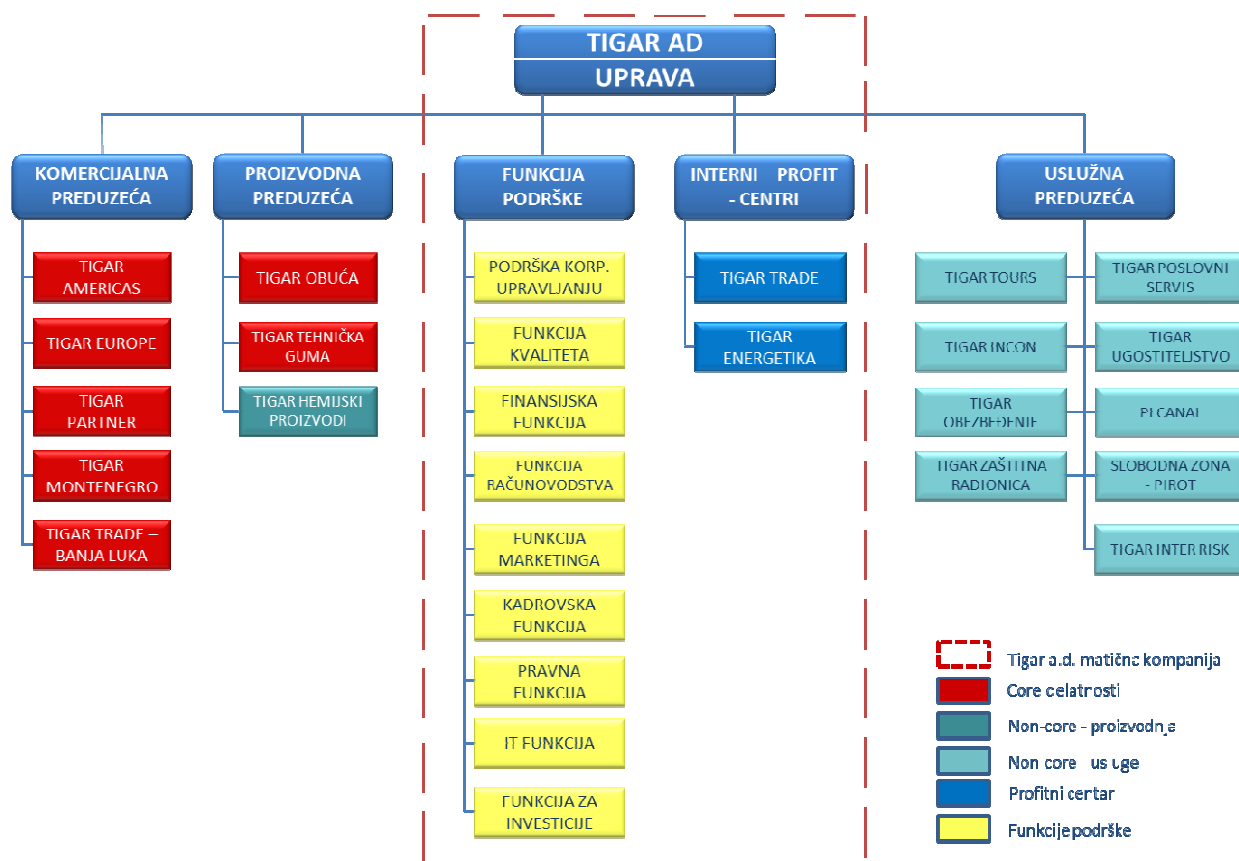 TIGAR AD
UPRAVA
KOMERCIJALNA
PREDUZEĆA
PROIZVODNA
PREDUZEĆA
FUNKCIJA
PODRŠKE
INTERNI PROFIT
- CENTRI
USLUŽNA
PREDUZEĆA
TIGAR
AMERICAS
TIGAR EUROPE
TIGAR
PARTNER
TIGAR
MONTENEGRO
TIGAR TRADE –
BANJA LUKA
TIGAR OBUĆA
TIGAR TEHNIČKA
GUMA
TIGAR HEMIJSKI
PROIZVODI
PODRŠKA KORP.
UPRAVLJANJU
FUNKCIJA
KVALITETA
FINANSIJSKA
FUNKCIJA
FUNKCIJA
RAČUNOVODSTVA
FUNKCIJA
MARKETINGA
KADROVSKA
FUNKCIJA
PRAVNA
FUNKCIJA
IT FUNKCIJA
FUNKCIJA ZA
INVESTICIJE
TIGAR TRADE
TIGAR
ENERGETIKA
TIGAR TOURS
TIGAR INCON
TIGAR
OBEZBEĐENJE
TIGAR ZAŠTITNA
RADIONICA
TIGAR POSLOVNI
SERVIS
TIGAR
UGOSTITELJSTVO
PI CANAL
SLOBODNA ZONA
- PIROT
TIGAR INTER RISK
Tigar a.d. matična kompanija
Core delatnosti
Non-core - proizvodnja
Non core - usluge
Profitni centar
Funkcije podrške